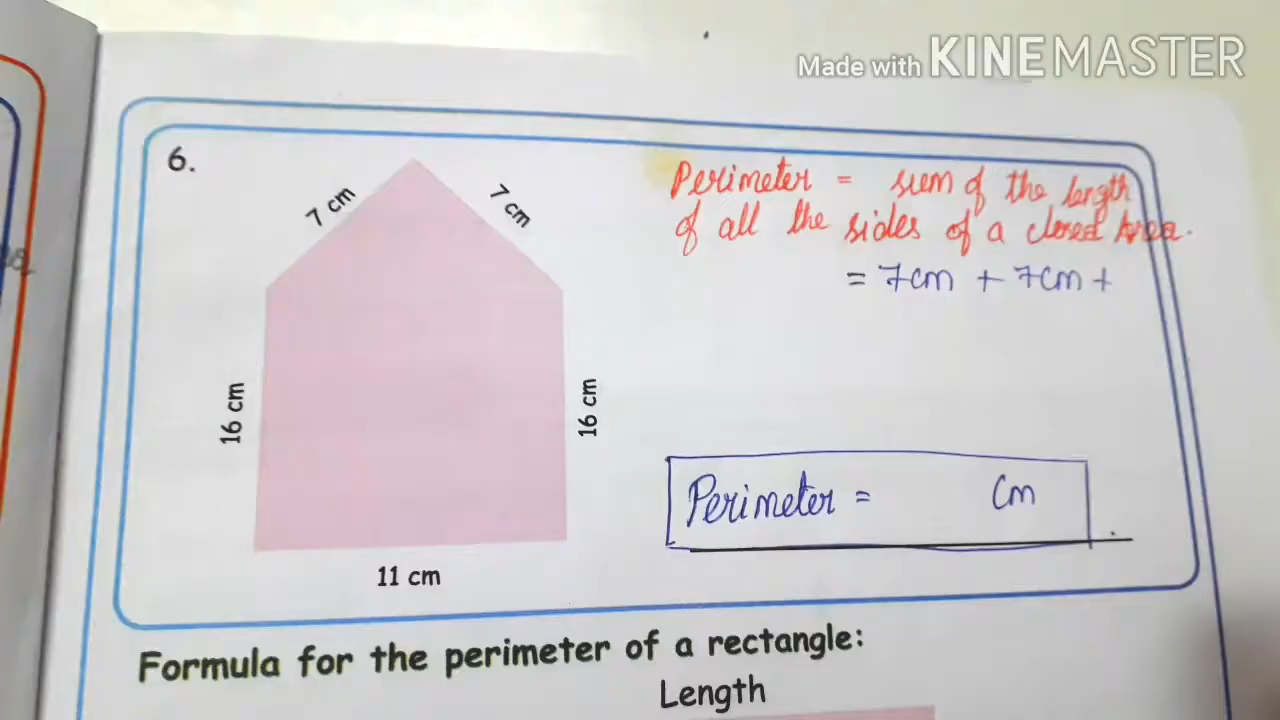 Made with KINEMASTER
6.
7 cm
7 cm
Perimeter = sum of the length
of all the sides of a closed Area.
= 7cm + 7cm +
16 cm
16 cm
Perimeter = Cm
11 cm
Formula for the perimeter of a rectangle:
Length